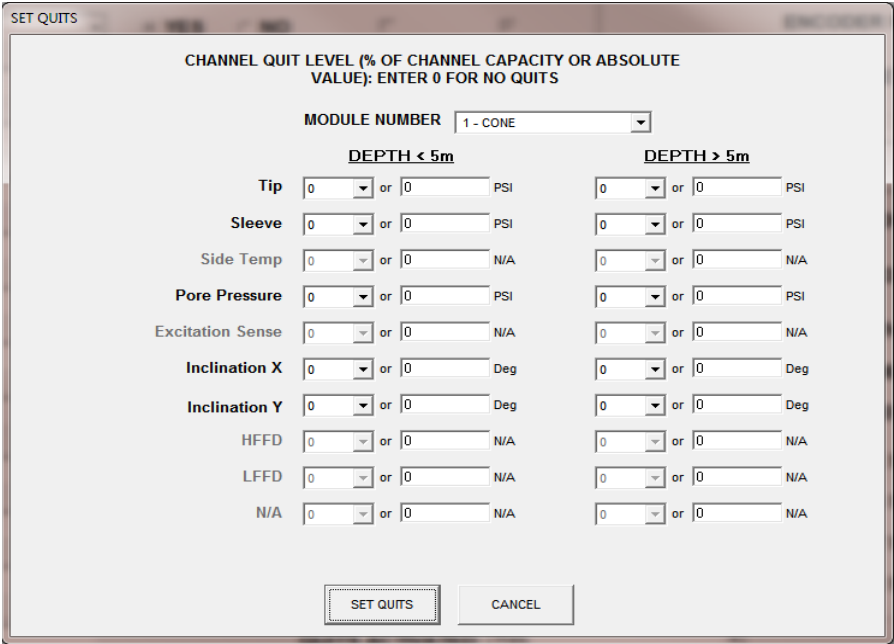 SET QUITS
YES NO ENCODER
CHANNEL QUIT LEVEL (% OF CHANNEL CAPACITY OR ABSOLUTE
VALUE): ENTER 0 FOR NO QUITS
MODULE NUMBER 1 - CONE
DEPTH < 5m DEPTH > 5m
Tip 0 or 0 PSI 0 or 0 PSI
Sleeve 0 or 0 PSI 0 or 0 PSI
Side Temp 0 or 0 N/A 0 or 0 N/A
Pore Pressure 0 or 0 PSI 0 or 0 PSI
Excitation Sense 0 or 0 N/A 0 or 0 N/A
Inclination X 0 or 0 Deg 0 or 0 Deg
Inclination Y 0 or 0 Deg 0 or 0 Deg
HFFD 0 or 0 N/A 0 or 0 N/A
LFFD 0 or 0 N/A 0 or 0 N/A
N/A 0 or 0 N/A 0 or 0 N/A
SET QUITS CANCEL